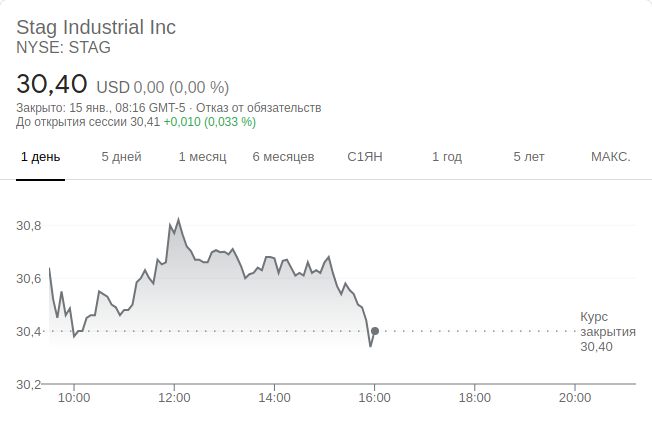 Stag Industrial Inc
NYSE: STAG
30,40 USD 0,00 (0,00 %)
Закрыто: 15 янв., 08:16 GMT-5 · Отказ от обязательств
До открытия сессии 30,41 +0,010 (0,033 %)
1 день 5 дней 1 месяц 6 месяцев С1ЯН 1 год 5 лет МАКС.
30,8
30,6
30,4
30,2
Курс
закрытия
30,40
10:00 12:00 14:00 16:00 18:00 20:00